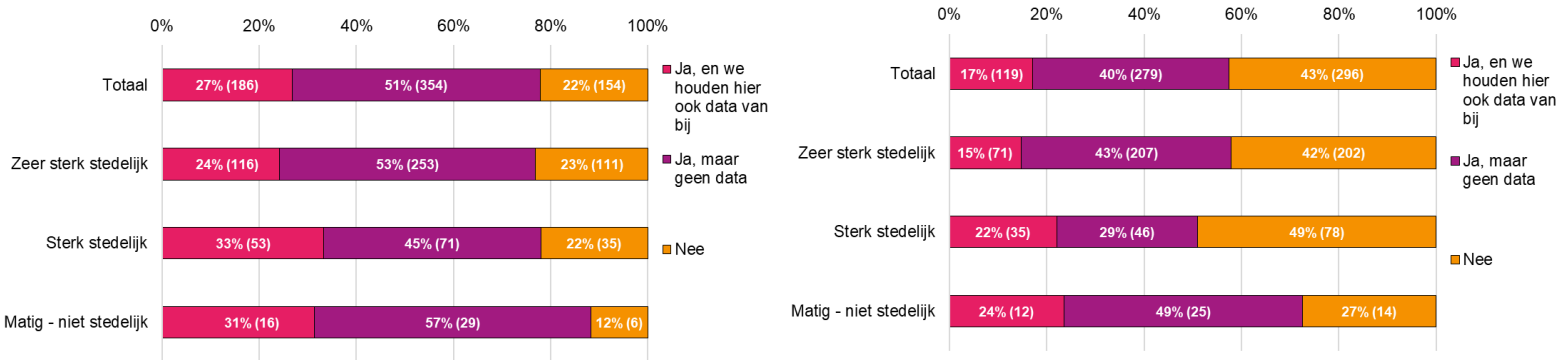 0% 20% 40% 60% 80% 100%
Totaal 27% (186) 51% (354) 22% (154)
Zeer sterk stedelijk 24% (116) 53% (253) 23% (111)
Sterk stedelijk 33% (53) 45% (71) 22% (35)
Matig - niet stedelijk 31% (16) 57% (29) 12% (6)
Ja, en we
houden hier
ook data van
bij
Ja, maar
geen data
Nee
0% 20% 40% 60% 80% 100%
Totaal 17% (119) 40% (279) 43% (296)
Zeer sterk stedelijk 15% (71) 43% (207) 42% (202)
Sterk stedelijk 22% (35) 29% (46) 49% (78)
Matig - niet stedelijk 24% (12) 49% (25) 27% (14)
Ja, en we
houden hier
ook data van
bij
Ja, maar
geen data
Nee